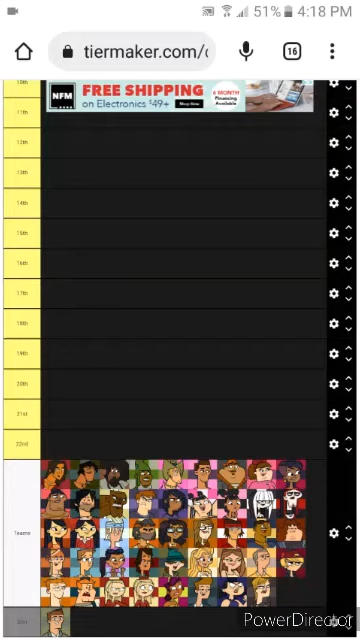 51% 4:18 PM
tiermaker.com/c
16
10th
NFM
FREE SHIPPING
on Electronics $49+
Shop Now
6 MONTH
Financing
Available
11th
12th
13th
14th
15th
16th
17th
18th
19th
20th
21st
22nd
Teams
PowerDirector